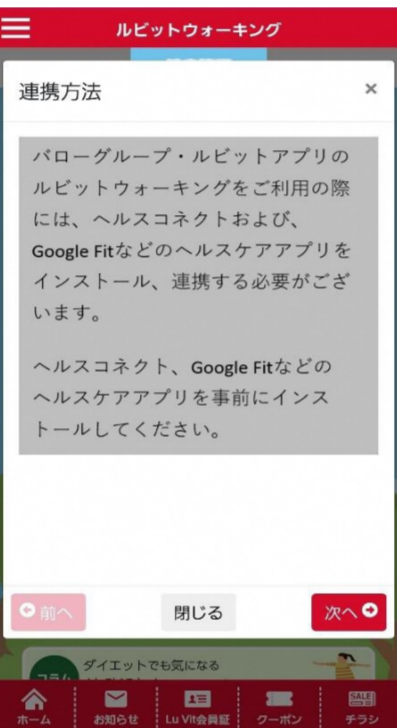 ルビットウォーキング
連携方法
×
バローグループ・ルビットアプリの
ルビットウォーキングをご利用の際
には、ヘルスコネクトおよび、
Google Fitなどのヘルスケアアプリを
インストール、連携する必要がござ
います。
ヘルスコネクト、Google Fitなどの
ヘルスケアアプリを事前にインス
トールしてください。
前へ
閉じる
次へ
コラム
ダイエットでも気になる
ホーム
お知らせ
Lu Vit会員証
クーポン
SALE
チラシ